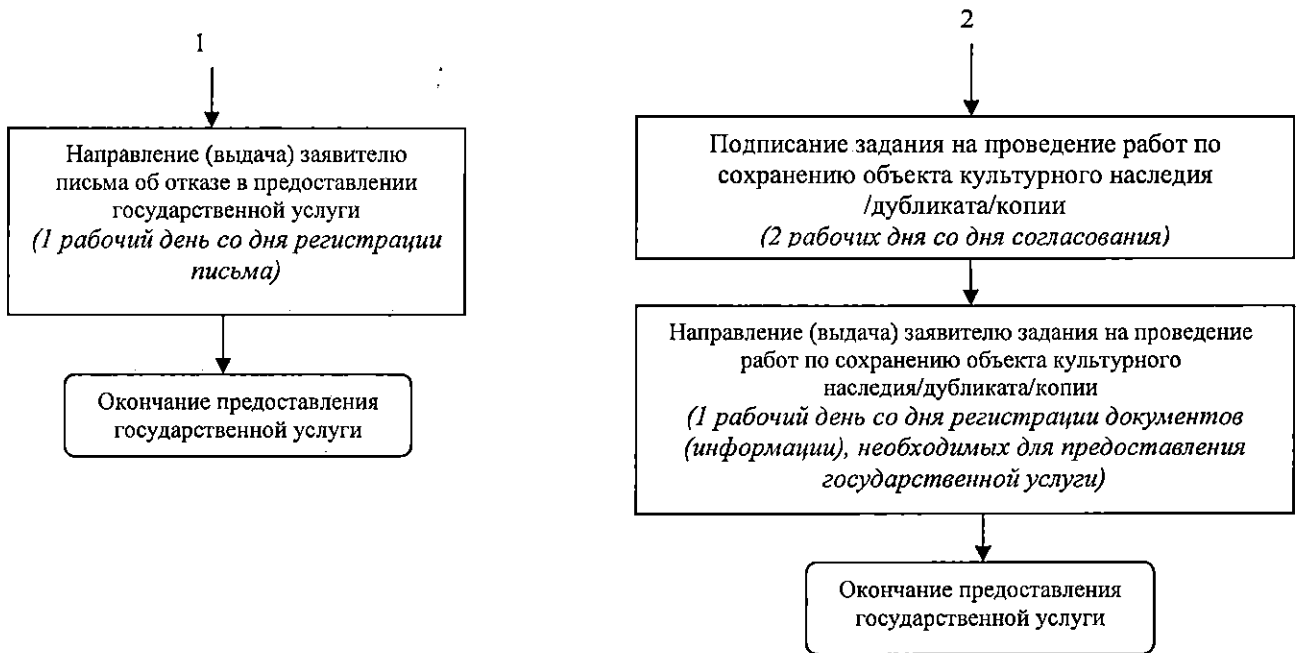 1
Направление (выдача) заявителю
письма об отказе в предоставлении
государственной услуги
(1 рабочий день со дня регистрации
письма)
Окончание предоставления
государственной услуги
2
Подписание задания на проведение работ по
сохранению объекта культурного наследия
/дубликата/копии
(2 рабочих дня со дня согласования)
Направление (выдача) заявителю задания на проведение
работ по сохранению объекта культурного
наследия/дубликата/копии
(1 рабочий день со дня регистрации документов
(информации), необходимых для предоставления
государственной услуги)
Окончание предоставления
государственной услуги